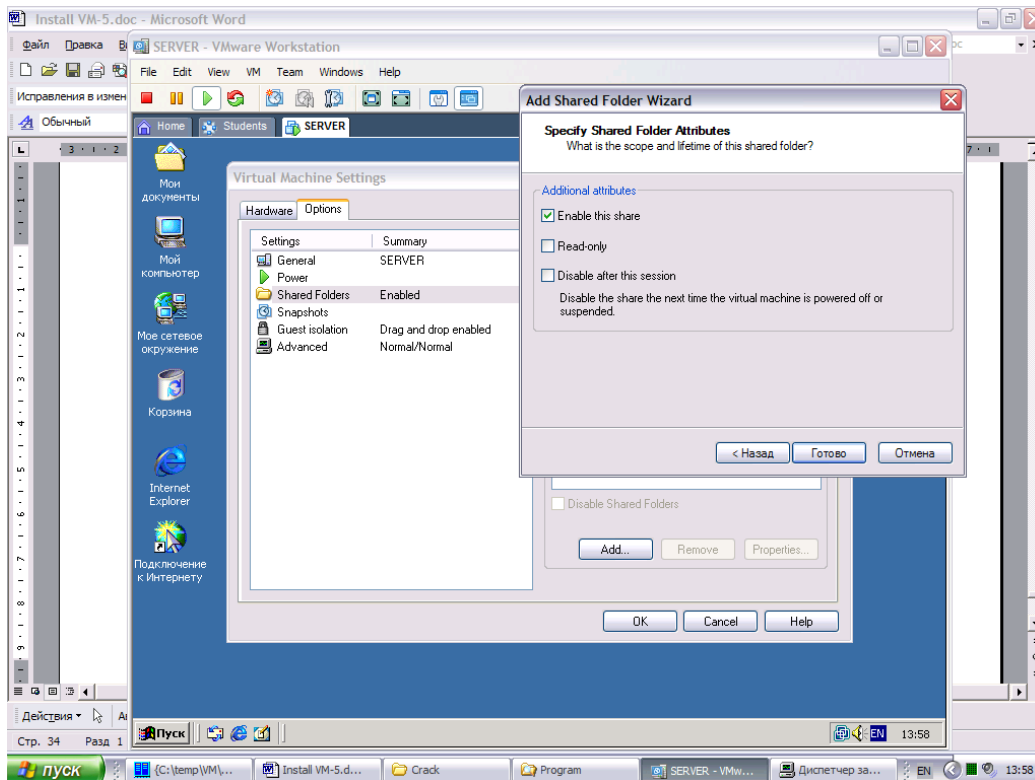 Install VM-5.doc - Microsoft Word
Файл Правка
SERVER - VMware Workstation
File Edit View VM Team Windows Help
Исправления в измен
Обычный
3 1 2
Home Students SERVER
Мои документы
Мой компьютер
Мое сетевое окружение
Корзина
Internet Explorer
Подключение к Интернету
Virtual Machine Settings
Hardware Options
Settings Summary
General SERVER
Power
Shared Folders Enabled
Snapshots
Guest isolation Drag and drop enabled
Advanced Normal/Normal
Add Shared Folder Wizard
Specify Shared Folder Attributes
What is the scope and lifetime of this shared folder?
Additional attributes
Enable this share
Read-only
Disable after this session
Disable the share the next time the virtual machine is powered off or
suspended.
< Назад Готово Отмена
Disable Shared Folders
Add... Remove Properties...
OK Cancel Help
Действия
Пуск EN 13:58
Стр. 34 Разд 1
пуск {C:\temp\VM\... Install VM-5.d... Crack Program SERVER - VMw... Диспетчер за... EN 13:58